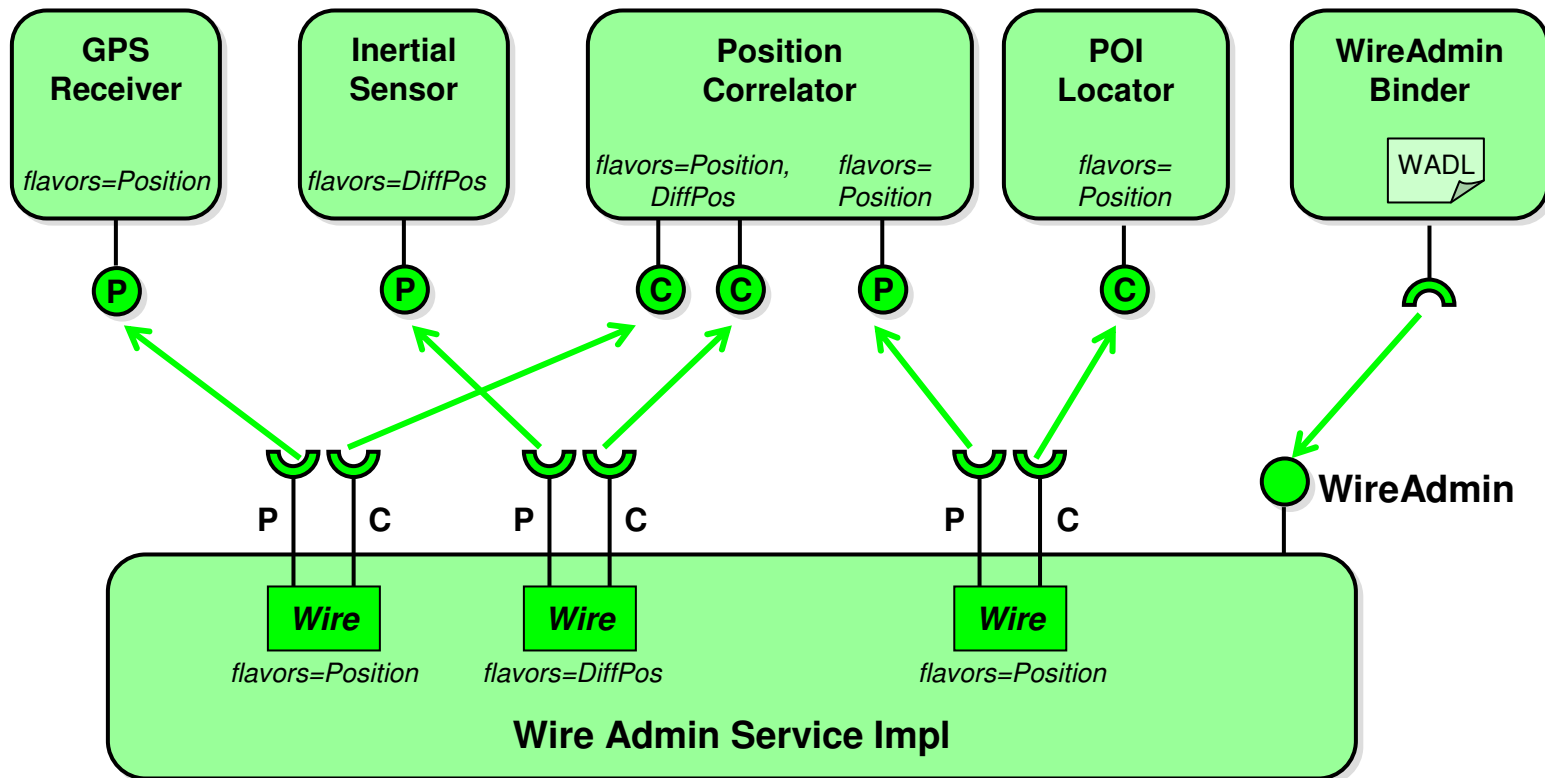 GPS
Receiver
flavors=Position
P
Inertial
Sensor
flavors=DiffPos
P
Position
Correlator
flavors=Position,
DiffPos
flavors=
Position
C
C
P
POI
Locator
flavors=
Position
C
WireAdmin
Binder
WADL
WireAdmin
P
C
P
C
P
C
Wire
flavors=Position
Wire
flavors=DiffPos
Wire
flavors=Position
Wire Admin Service Impl